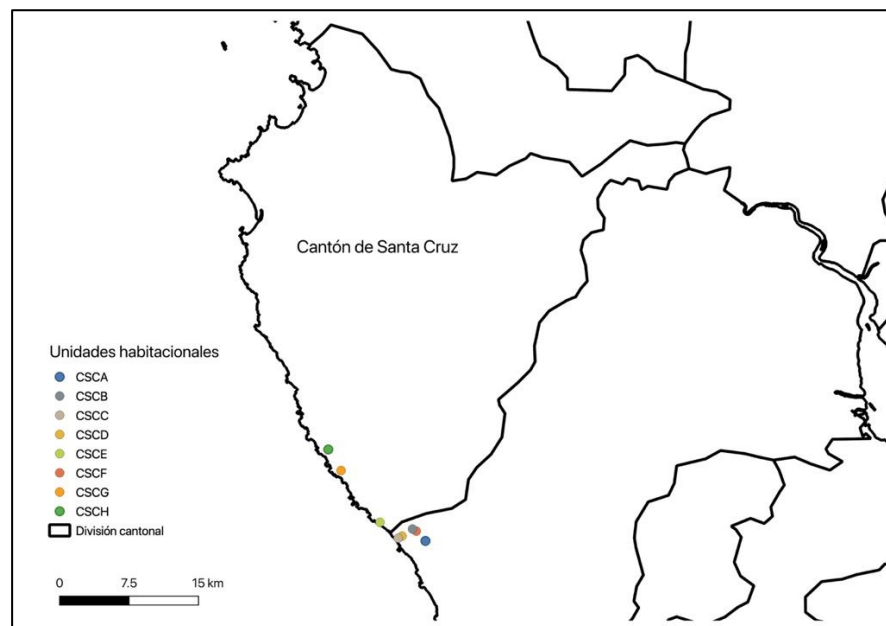 Cantón de Santa Cruz
Unidades habitacionales
CSCA
CSCB
CSCC
CSCD
CSCE
CSCF
CSCG
CSCH
División cantonal
0 7.5 15 km